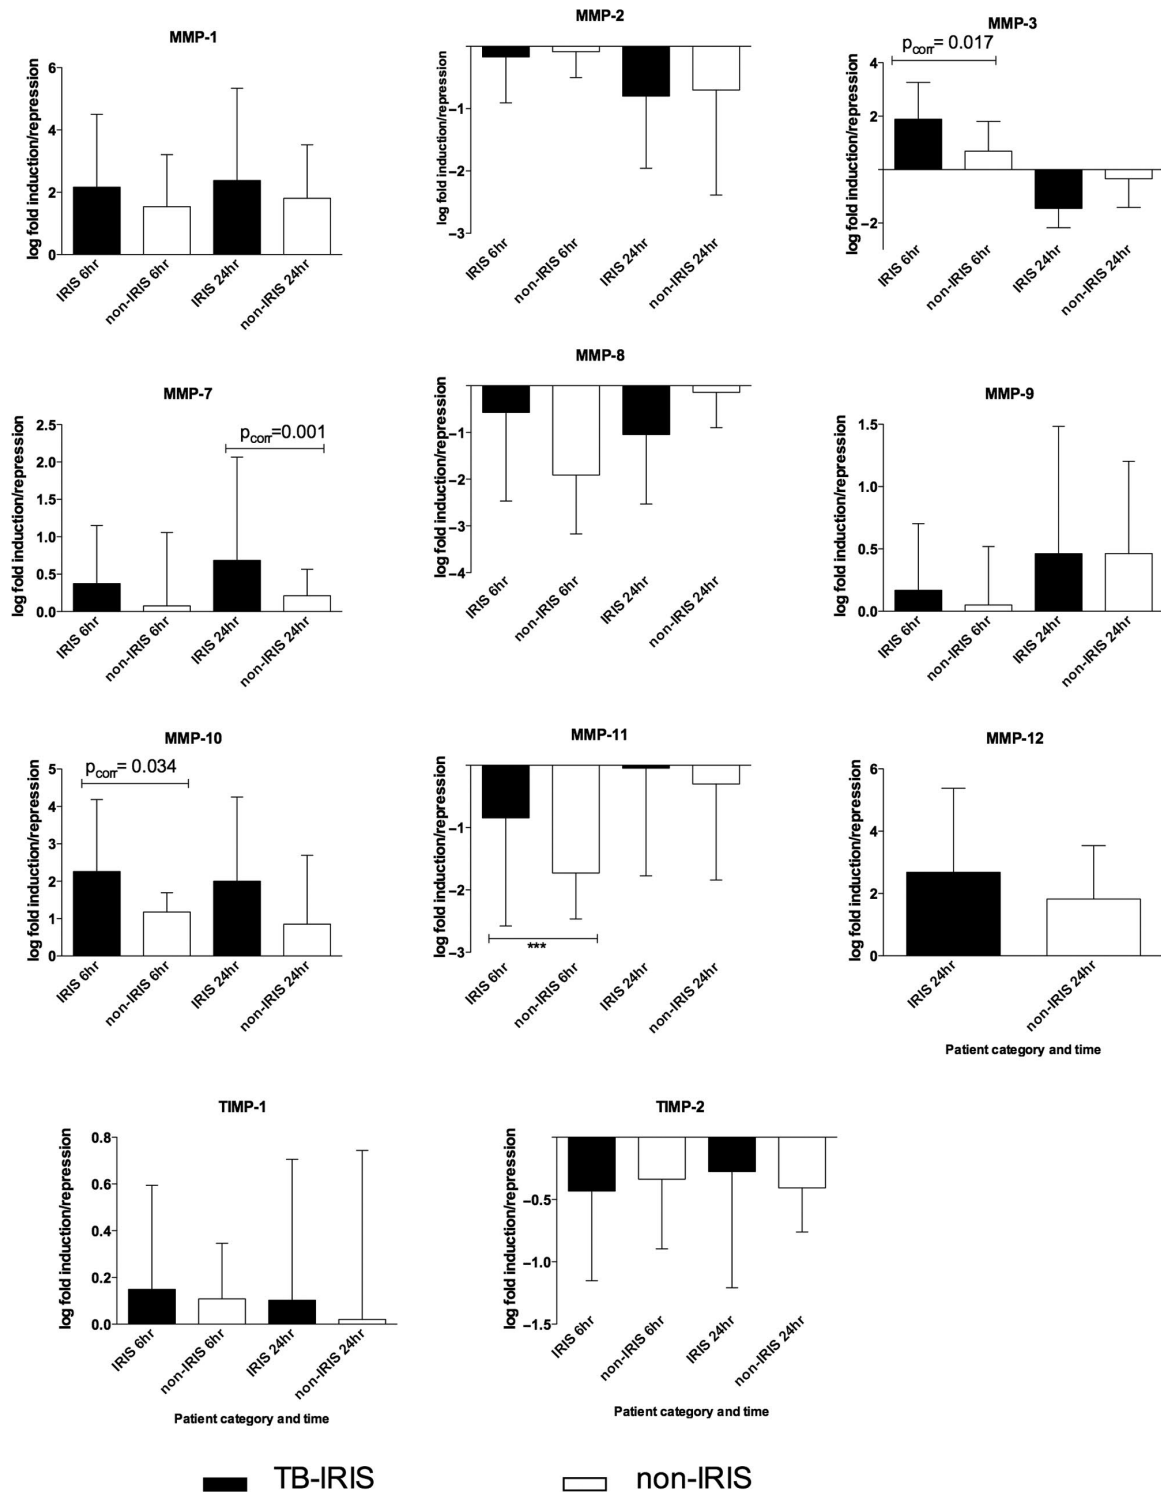 MMP-1
log fold induction/repression
6
4
2
0
IRIS 6hr
non-IRIS 6hr
IRIS 24hr
non-IRIS 24hr
MMP-2
log fold induction/repression
−1
−2
−3
IRIS 6hr
non-IRIS 6hr
IRIS 24hr
non-IRIS 24hr
MMP-3
pcorr= 0.017
log fold induction/repression
4
2
−2
IRIS 6hr
non-IRIS 6hr
IRIS 24hr
non-IRIS 24hr
MMP-7
pcorr=0.001
log fold induction/repression
2.5
2.0
1.5
1.0
0.5
0.0
IRIS 6hr
non-IRIS 6hr
IRIS 24hr
non-IRIS 24hr
MMP-8
log fold induction/repression
−1
−2
−3
−4
IRIS 6hr
non-IRIS 6hr
IRIS 24hr
non-IRIS 24hr
MMP-9
log fold induction/repression
1.5
1.0
0.5
0.0
IRIS 6hr
non-IRIS 6hr
IRIS 24hr
non-IRIS 24hr
MMP-10
pcorr= 0.034
log fold induction/repression
5
4
3
2
1
0
IRIS 6hr
non-IRIS 6hr
IRIS 24hr
non-IRIS 24hr
MMP-11
log fold induction/repression
−1
−2
−3
***
IRIS 6hr
non-IRIS 6hr
IRIS 24hr
non-IRIS 24hr
MMP-12
log fold induction/repression
6
4
2
0
IRIS 24hr
non-IRIS 24hr
Patient category and time
TIMP-1
log fold induction/repression
0.8
0.6
0.4
0.2
0.0
IRIS 6hr
non-IRIS 6hr
IRIS 24hr
non-IRIS 24hr
Patient category and time
TIMP-2
log fold induction/repression
−0.5
−1.0
−1.5
IRIS 6hr
non-IRIS 6hr
IRIS 24hr
non-IRIS 24hr
Patient category and time
TB-IRIS
non-IRIS